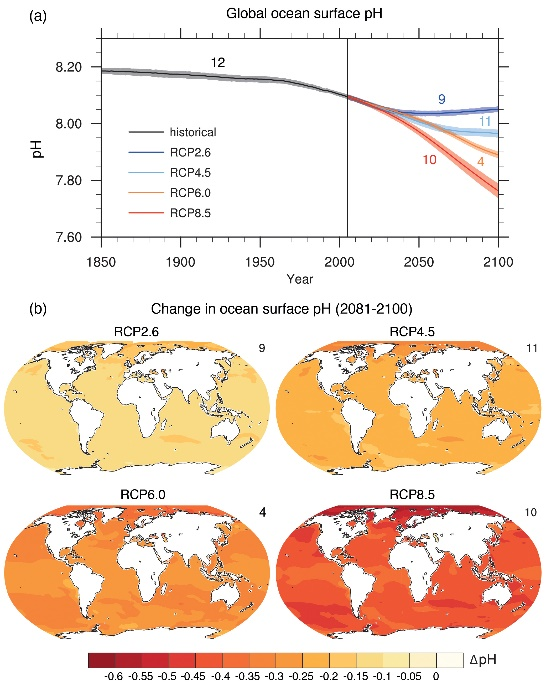 (a) Global ocean surface pH
8.20
8.00
7.80
7.60
pH
12
9
11
4
10
historical
RCP2.6
RCP4.5
RCP6.0
RCP8.5
1850 1900 1950 2000 2050 2100
Year
(b) Change in ocean surface pH (2081-2100)
RCP2.6 9
RCP4.5 11
RCP6.0 4
RCP8.5 10
-0.6 -0.55 -0.5 -0.45 -0.4 -0.35 -0.3 -0.25 -0.2 -0.15 -0.1 -0.05 0 ΔpH